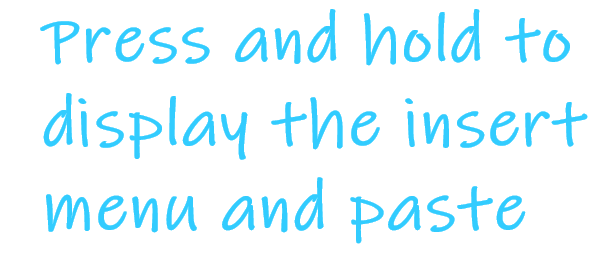 Press and hold to
display the insert
menu and paste